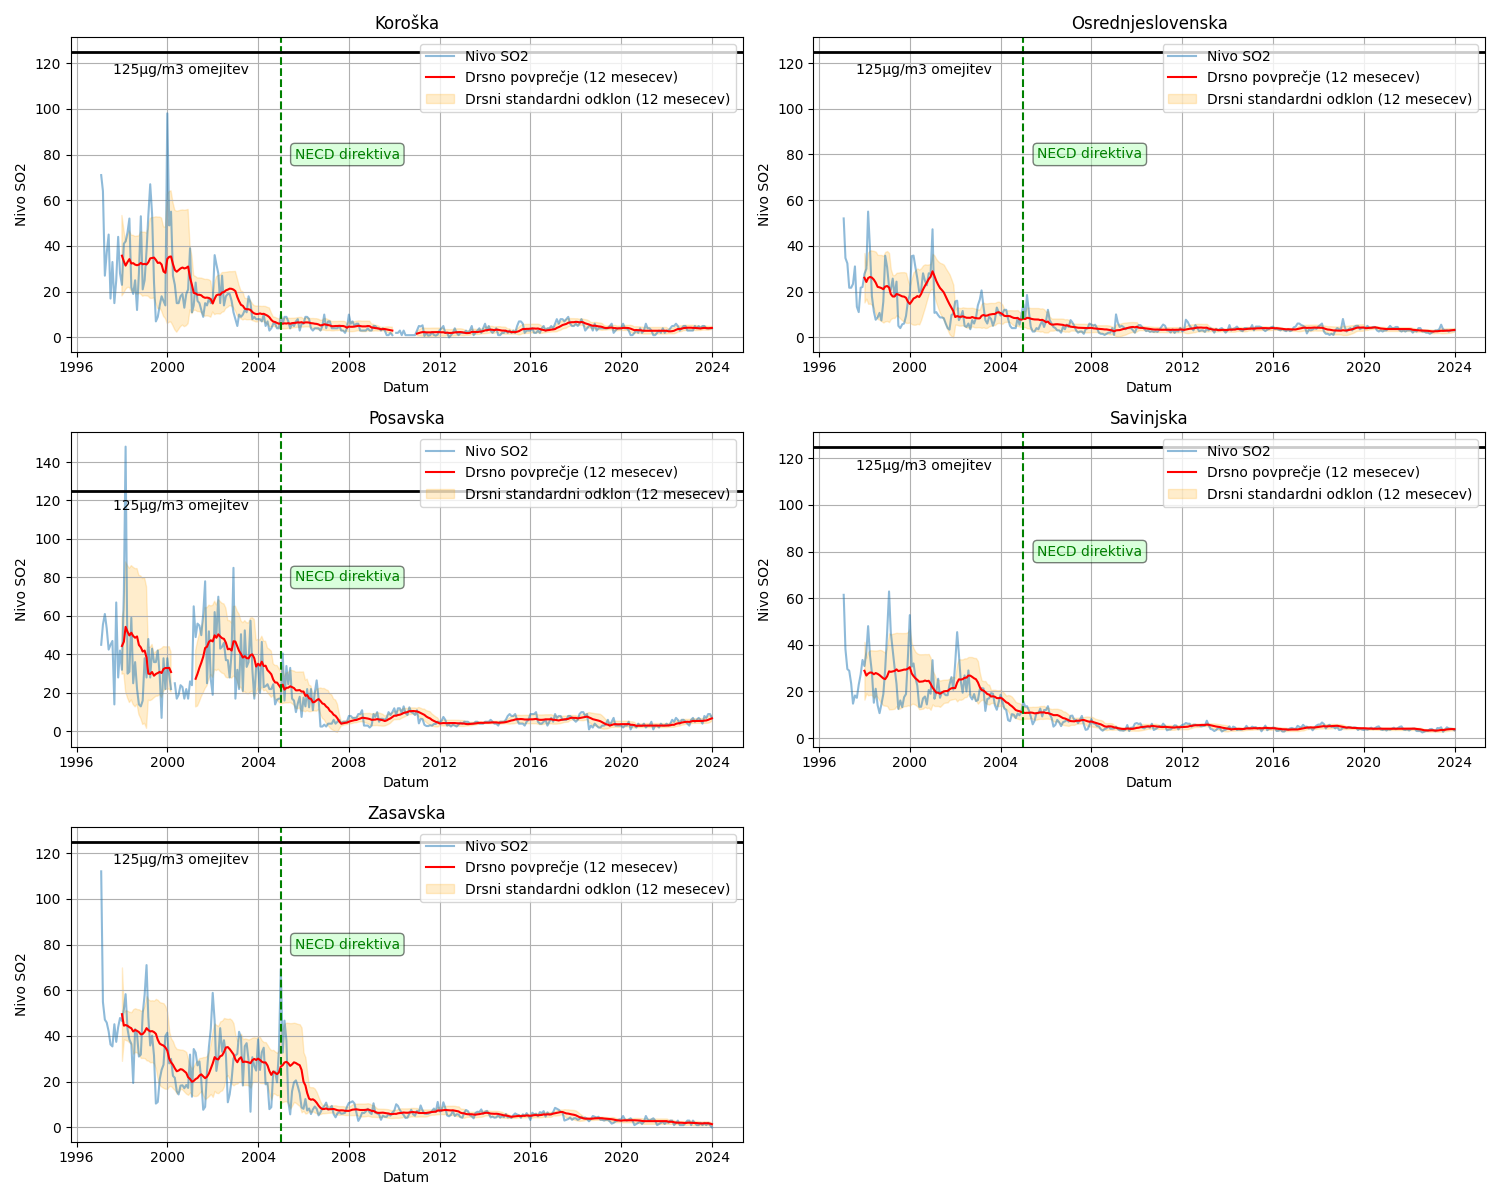 Koroška
Nivo SO2
120
100
80
60
40
20
0
125µg/m3 omejitev
NECD direktiva
Nivo SO2
Drsno povprečje (12 mesecev)
Drsni standardni odklon (12 mesecev)
1996 2000 2004 2008 2012 2016 2020 2024
Datum
Osrednjeslovenska
Nivo SO2
120
100
80
60
40
20
0
125µg/m3 omejitev
NECD direktiva
Nivo SO2
Drsno povprečje (12 mesecev)
Drsni standardni odklon (12 mesecev)
1996 2000 2004 2008 2012 2016 2020 2024
Datum
Posavska
Nivo SO2
140
120
100
80
60
40
20
0
125µg/m3 omejitev
NECD direktiva
Nivo SO2
Drsno povprečje (12 mesecev)
Drsni standardni odklon (12 mesecev)
1996 2000 2004 2008 2012 2016 2020 2024
Datum
Savinjska
Nivo SO2
120
100
80
60
40
20
0
125µg/m3 omejitev
NECD direktiva
Nivo SO2
Drsno povprečje (12 mesecev)
Drsni standardni odklon (12 mesecev)
1996 2000 2004 2008 2012 2016 2020 2024
Datum
Zasavska
Nivo SO2
120
100
80
60
40
20
0
125µg/m3 omejitev
NECD direktiva
Nivo SO2
Drsno povprečje (12 mesecev)
Drsni standardni odklon (12 mesecev)
1996 2000 2004 2008 2012 2016 2020 2024
Datum